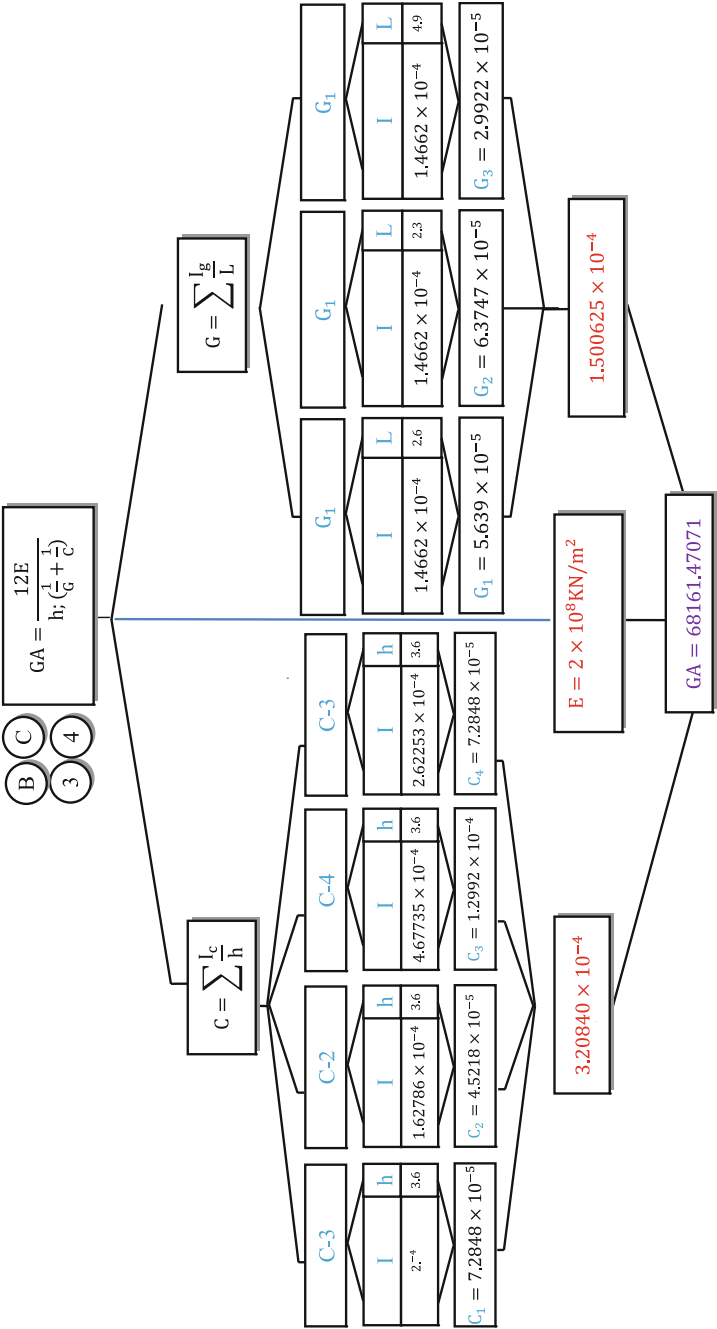 B C
3 4
GA = 12E / h; (1/G + 1/C)
C = ∑ I_c / h
G = ∑ I_g / L
C-3
I h
2.⁻⁴ 3.6
C₁ = 7.2848 × 10⁻⁵
C-2
I h
1.62786 × 10⁻⁴ 3.6
C₂ = 4.5218 × 10⁻⁵
C-4
I h
4.67735 × 10⁻⁴ 3.6
C₃ = 1.2992 × 10⁻⁴
C-3
I h
2.62253 × 10⁻⁴ 3.6
C₄ = 7.2848 × 10⁻⁵
G₁
I L
1.4662 × 10⁻⁴ 2.6
G₁ = 5.639 × 10⁻⁵
G₁
I L
1.4662 × 10⁻⁴ 2.3
G₂ = 6.3747 × 10⁻⁵
G₁
I L
1.4662 × 10⁻⁴ 4.9
G₃ = 2.9922 × 10⁻⁵
3.20840 × 10⁻⁴
E = 2 × 10⁸KN/m²
1.500625 × 10⁻⁴
GA = 68161.47071